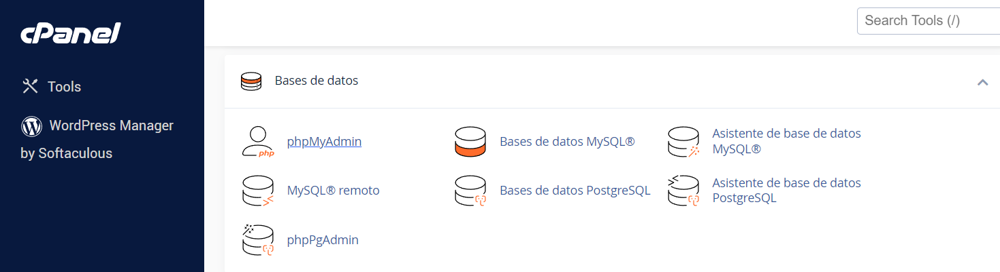 cPanel
Search Tools (/)
Tools
WordPress Manager
by Softaculous
Bases de datos
phpMyAdmin
php
Bases de datos MySQL®
Asistente de base de datos
MySQL®
MySQL® remoto
Bases de datos PostgreSQL
Asistente de base de datos
PostgreSQL
phpPgAdmin